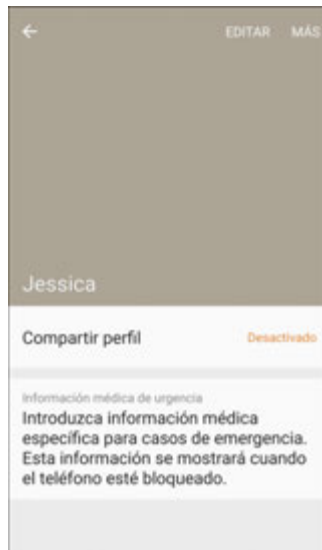 EDITAR MÁS
Jessica
Compartir perfil Desactivado
Información médica de urgencia
Introduzca información médica
específica para casos de emergencia.
Esta información se mostrará cuando
el teléfono esté bloqueado.